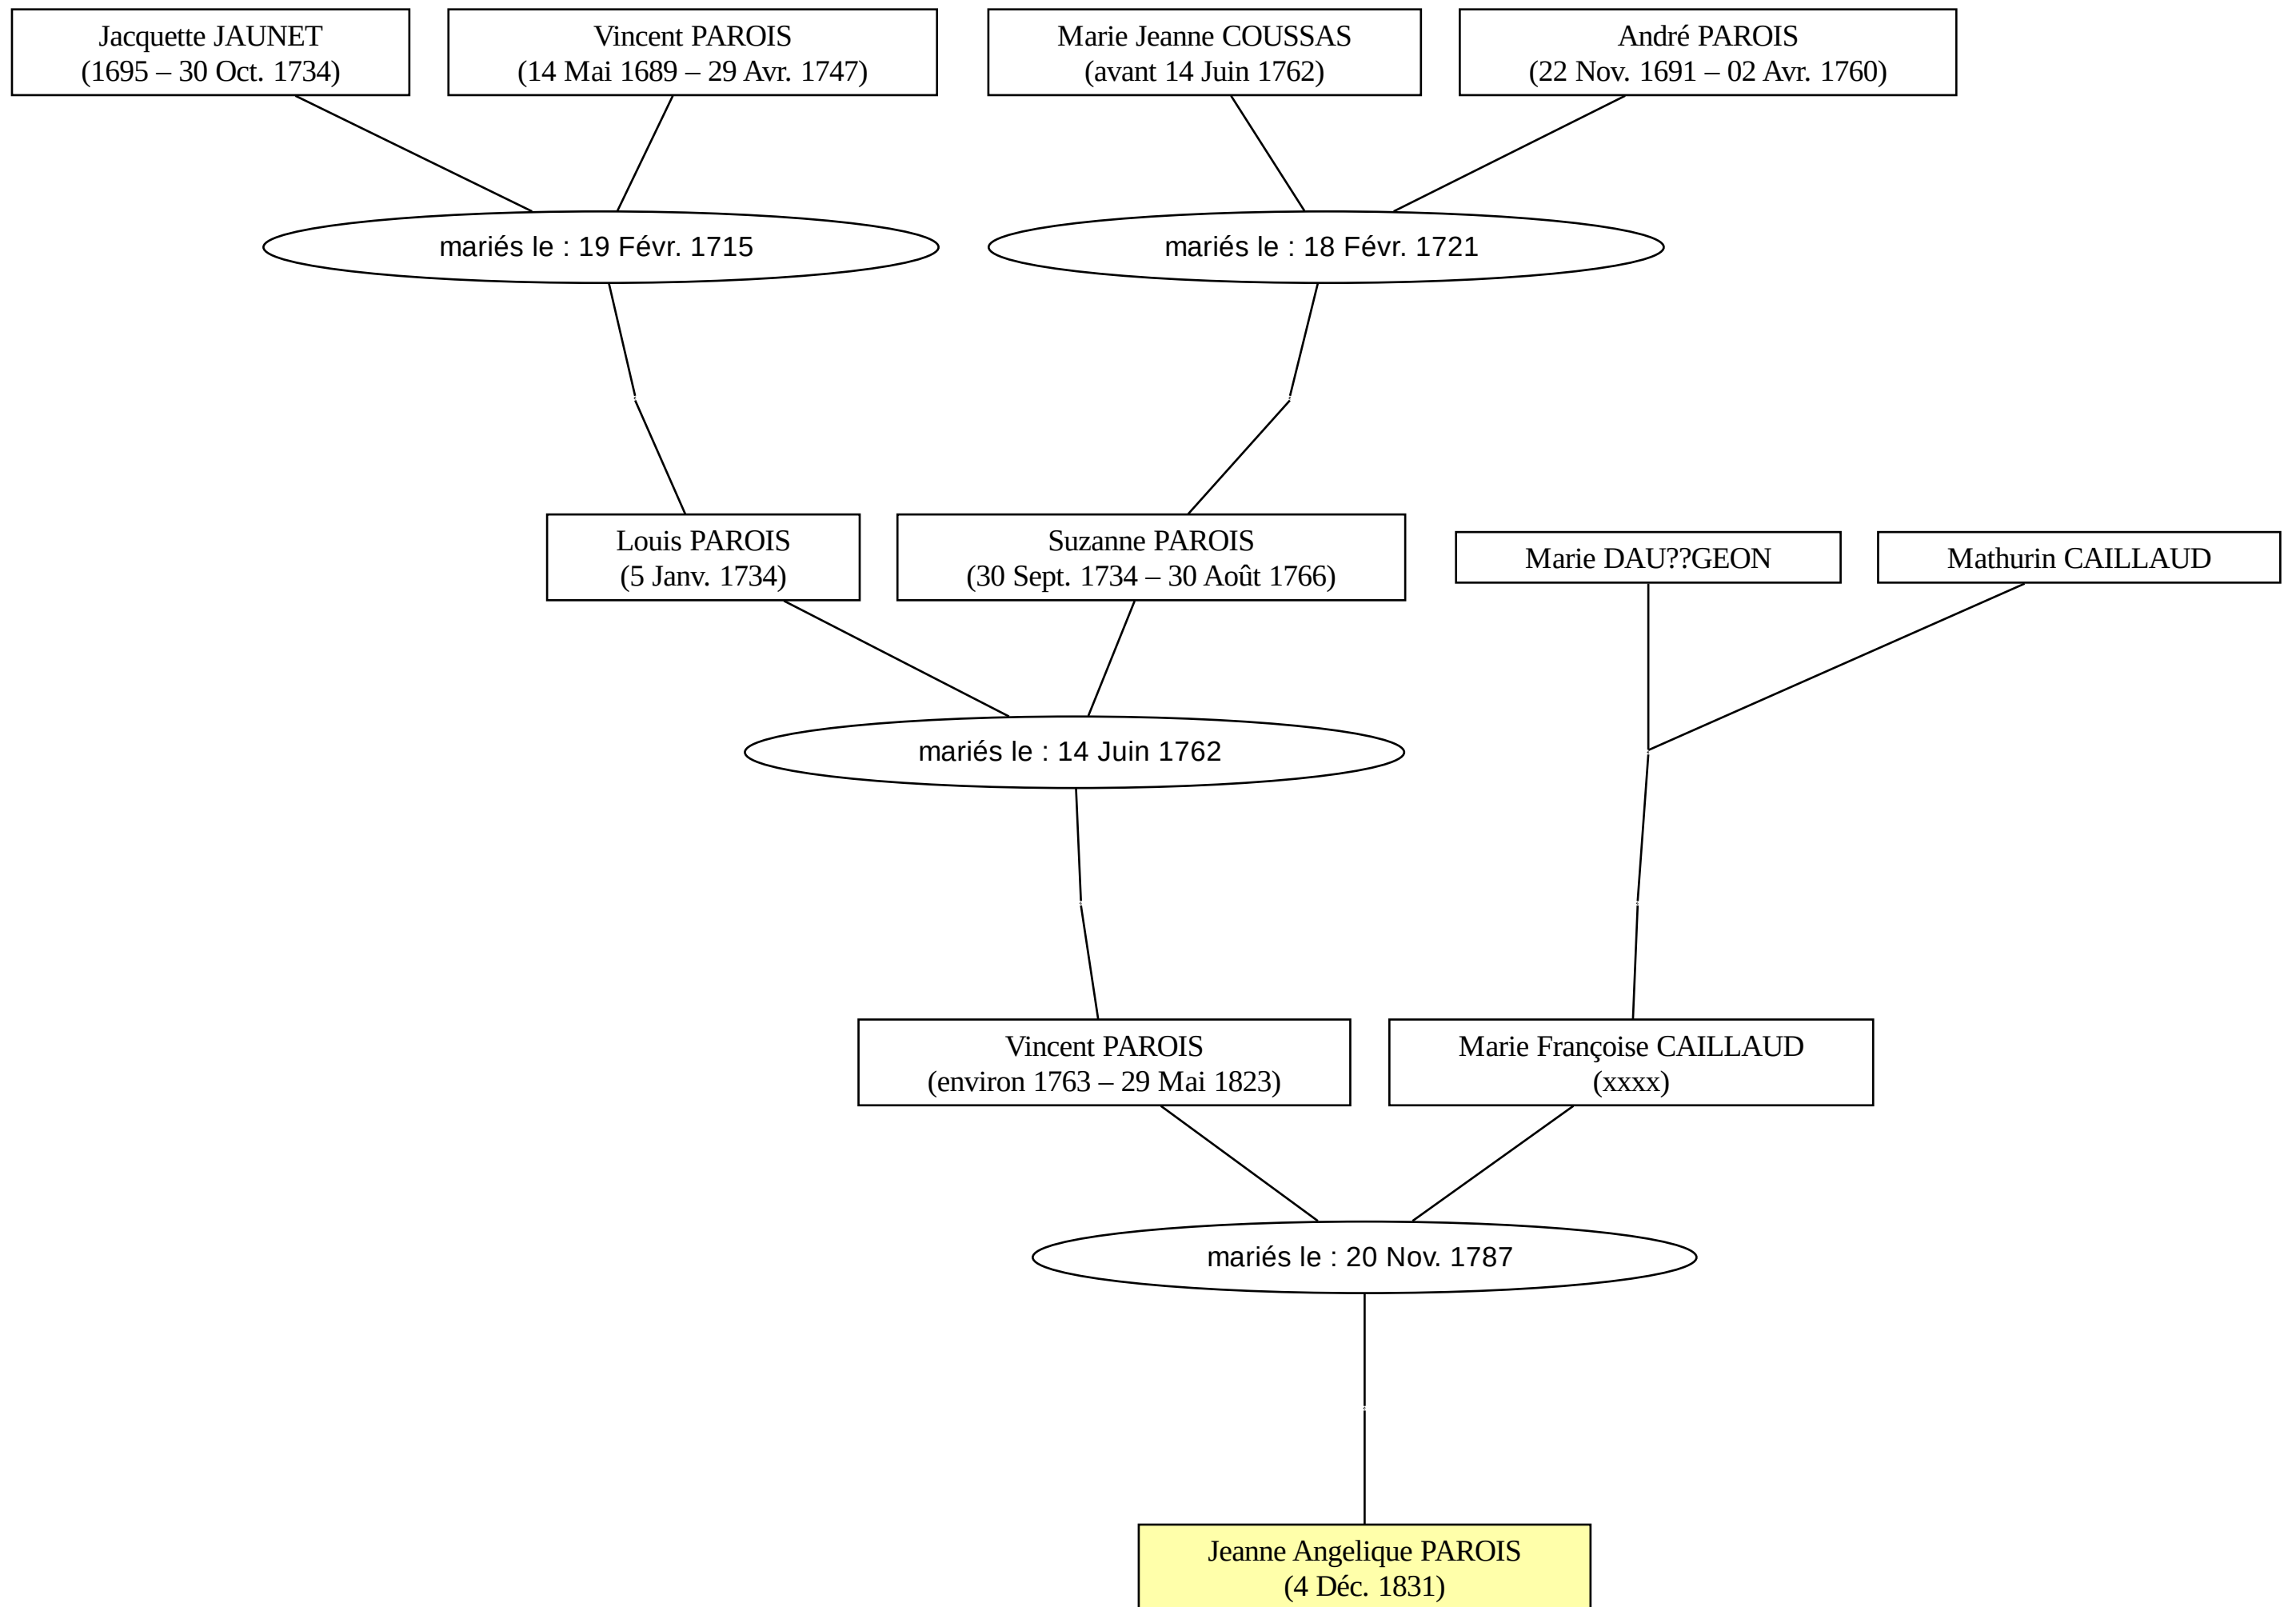 Jacquette JAUNET
(1695 – 30 Oct. 1734)
Vincent PAROIS
(14 Mai 1689 – 29 Avr. 1747)
Marie Jeanne COUSSAS
(avant 14 Juin 1762)
André PAROIS
(22 Nov. 1691 – 02 Avr. 1760)
mariés le : 19 Févr. 1715
mariés le : 18 Févr. 1721
Louis PAROIS
(5 Janv. 1734)
Suzanne PAROIS
(30 Sept. 1734 – 30 Août 1766)
Marie DAU??GEON
Mathurin CAILLAUD
mariés le : 14 Juin 1762
Vincent PAROIS
(environ 1763 – 29 Mai 1823)
Marie Françoise CAILLAUD
(xxxx)
mariés le : 20 Nov. 1787
Jeanne Angelique PAROIS
(4 Déc. 1831)